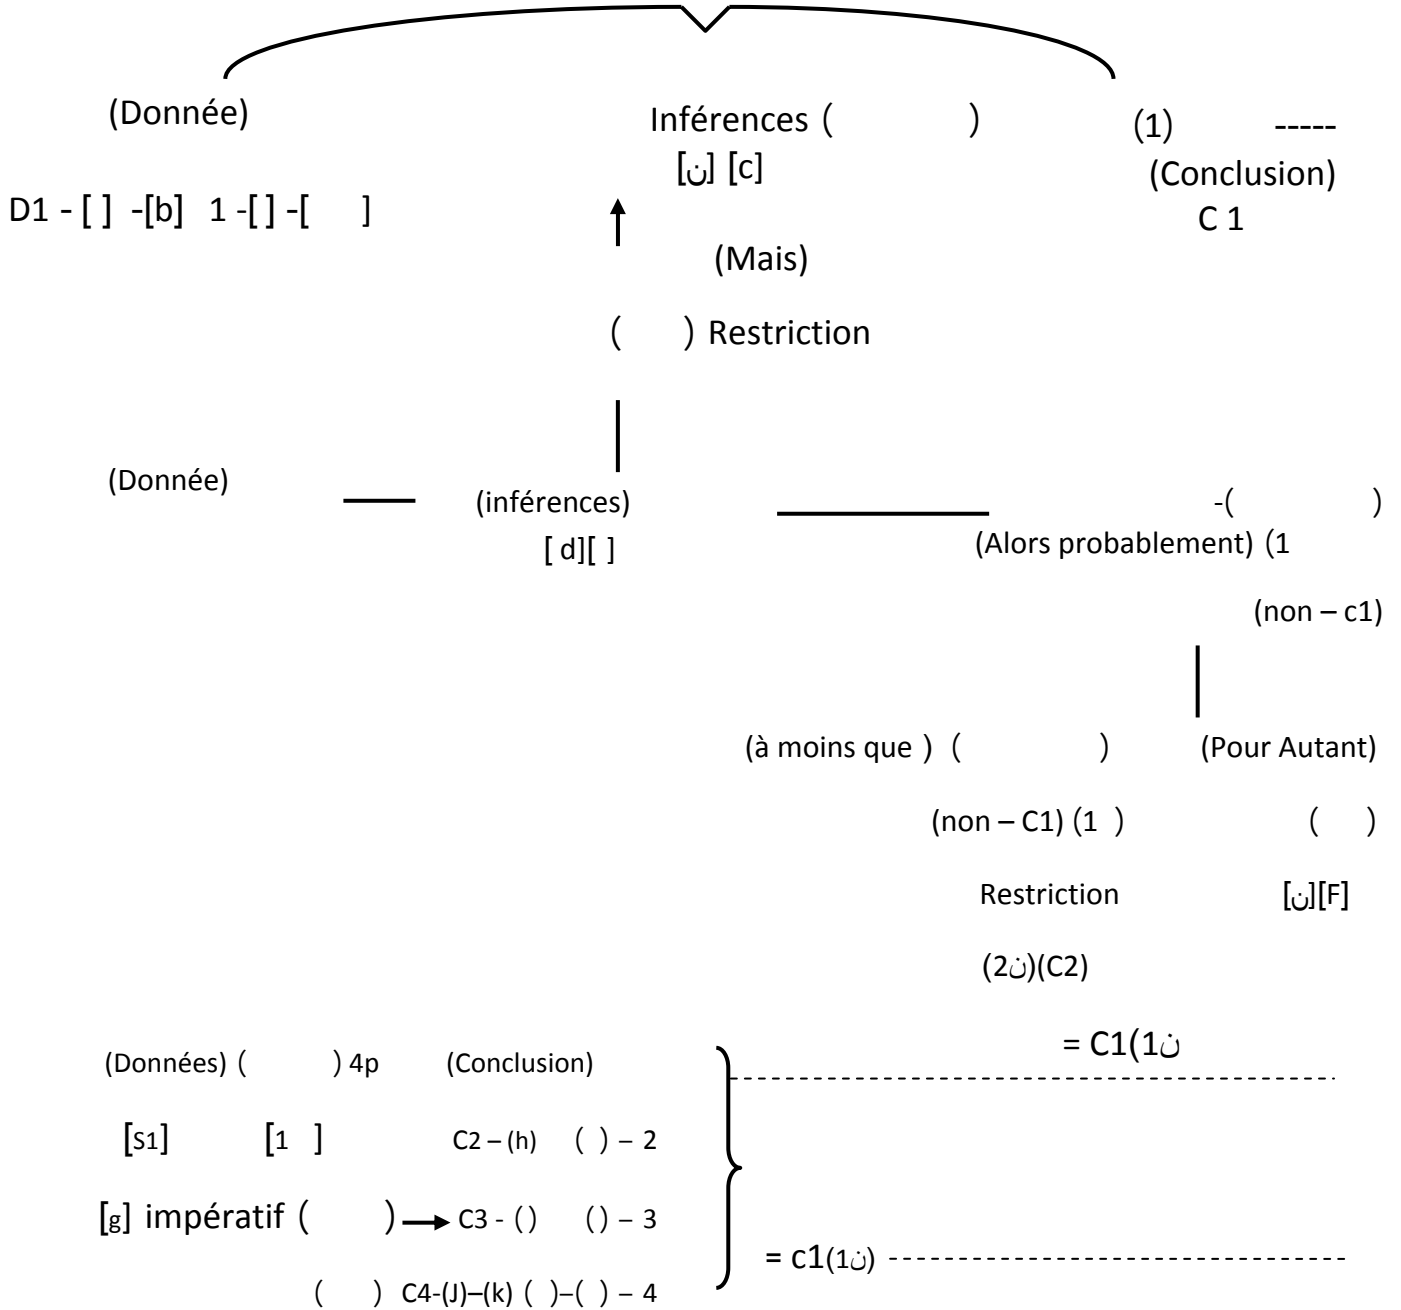 (Donnée) Inférences ( ) (1) -----
[ن] [c] (Conclusion)
D1 - [ ] -[b] 1 -[ ] -[ ] C 1
(Mais)
( ) Restriction
(Donnée) (inférences) -( )
[ d][ ] (Alors probablement) (1
(non – c1)
(à moins que ) ( ) (Pour Autant)
(non – C1) (1 ) ( )
Restriction [ن][F]
(2ن)(C2)
= C1(1ن
(Données) ( ) 4p (Conclusion)
[S1] [1 ] C2 – (h) ( ) – 2
[g] impératif ( ) C3 - ( ) ( ) – 3
= c1(1ن) --------------------------------
( ) C4-(J)–(k) ( )–( ) – 4